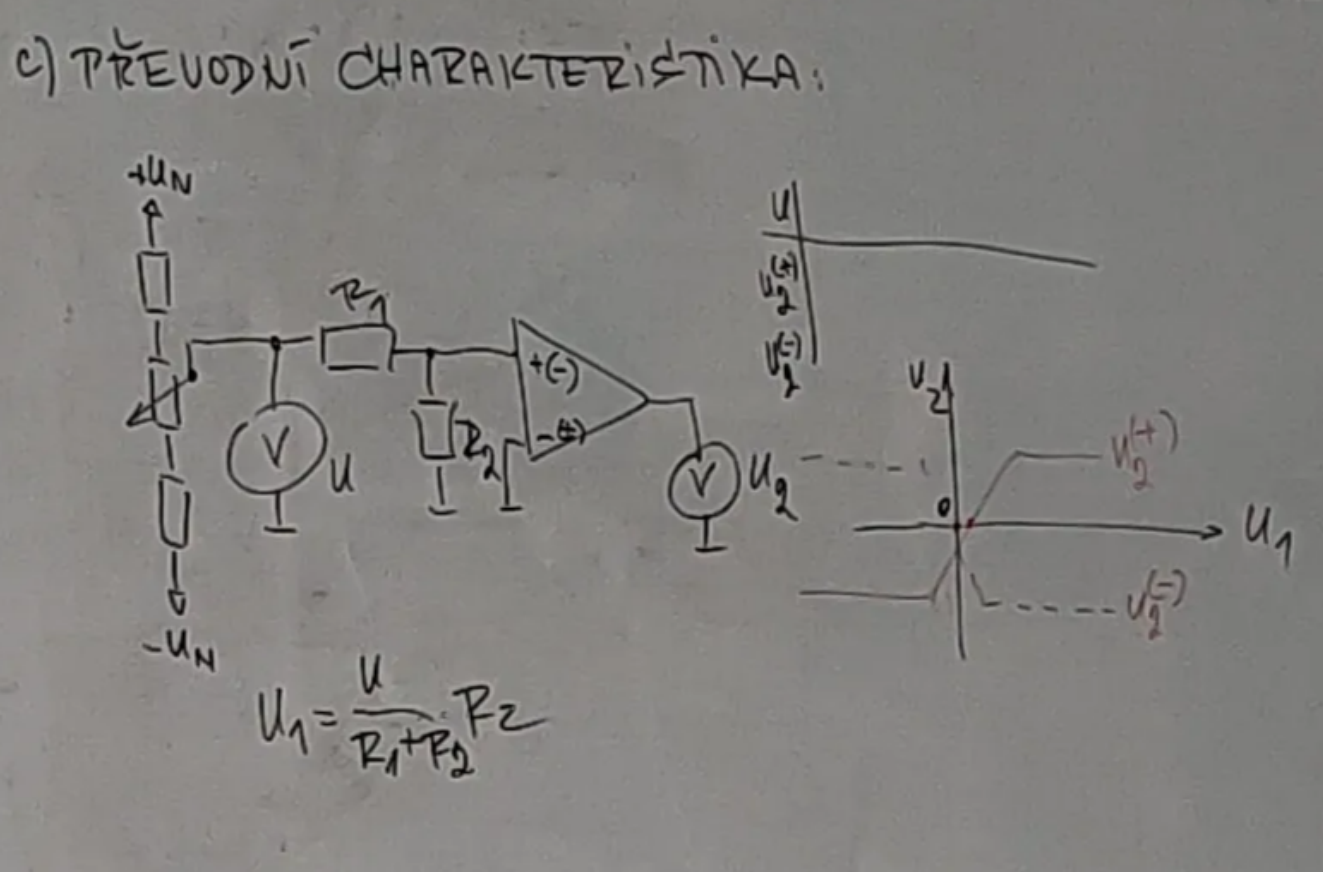 c) PŘEVODNÍ CHARAKTERISTIKA:
+U_N
R_1
+(-)
-(+)
V
U
R_2
V
U_2
-U_N
U
U_2^(+)
U_2^(-)
U_2
0
U_2^(+)
U_1
U_2^(-)
U_1 = U / (R_1+R_2) · R_2